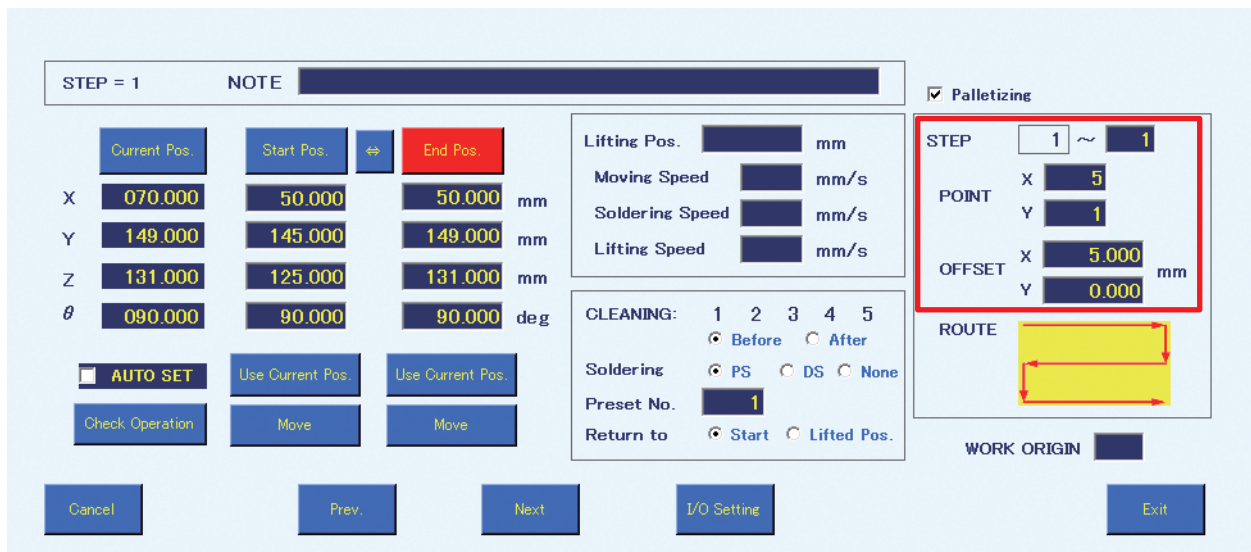 STEP = 1 NOTE
Palletizing
Current Pos. Start Pos. ⇔ End Pos.
X 070.000 50.000 50.000 mm
Y 149.000 145.000 149.000 mm
Z 131.000 125.000 131.000 mm
θ 090.000 90.000 90.000 deg
AUTO SET Use Current Pos. Use Current Pos.
Check Operation Move Move
Lifting Pos. mm
Moving Speed mm/s
Soldering Speed mm/s
Lifting Speed mm/s
CLEANING: 1 2 3 4 5
Before After
Soldering PS DS None
Preset No. 1
Return to Start Lifted Pos.
STEP 1 ~ 1
POINT X 5
Y 1
OFFSET X 5.000 mm
Y 0.000
ROUTE
WORK ORIGIN
Cancel Prev. Next I/O Setting Exit